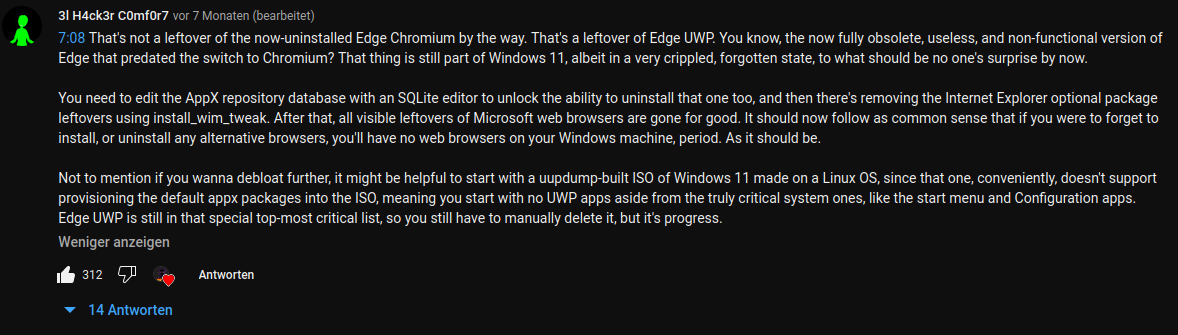 3l H4ck3r C0mf0r7 vor 7 Monaten (bearbeitet)
7:08 That's not a leftover of the now-uninstalled Edge Chromium by the way. That's a leftover of Edge UWP. You know, the now fully obsolete, useless, and non-functional version of
Edge that predated the switch to Chromium? That thing is still part of Windows 11, albeit in a very crippled, forgotten state, to what should be no one's surprise by now.
You need to edit the AppX repository database with an SQLite editor to unlock the ability to uninstall that one too, and then there's removing the Internet Explorer optional package
leftovers using install_wim_tweak. After that, all visible leftovers of Microsoft web browsers are gone for good. It should now follow as common sense that if you were to forget to
install, or uninstall any alternative browsers, you'll have no web browsers on your Windows machine, period. As it should be.
Not to mention if you wanna debloat further, it might be helpful to start with a uupdump-built ISO of Windows 11 made on a Linux OS, since that one, conveniently, doesn't support
provisioning the default appx packages into the ISO, meaning you start with no UWP apps aside from the truly critical system ones, like the start menu and Configuration apps.
Edge UWP is still in that special top-most critical list, so you still have to manually delete it, but it's progress.
Weniger anzeigen
312 Antworten
14 Antworten